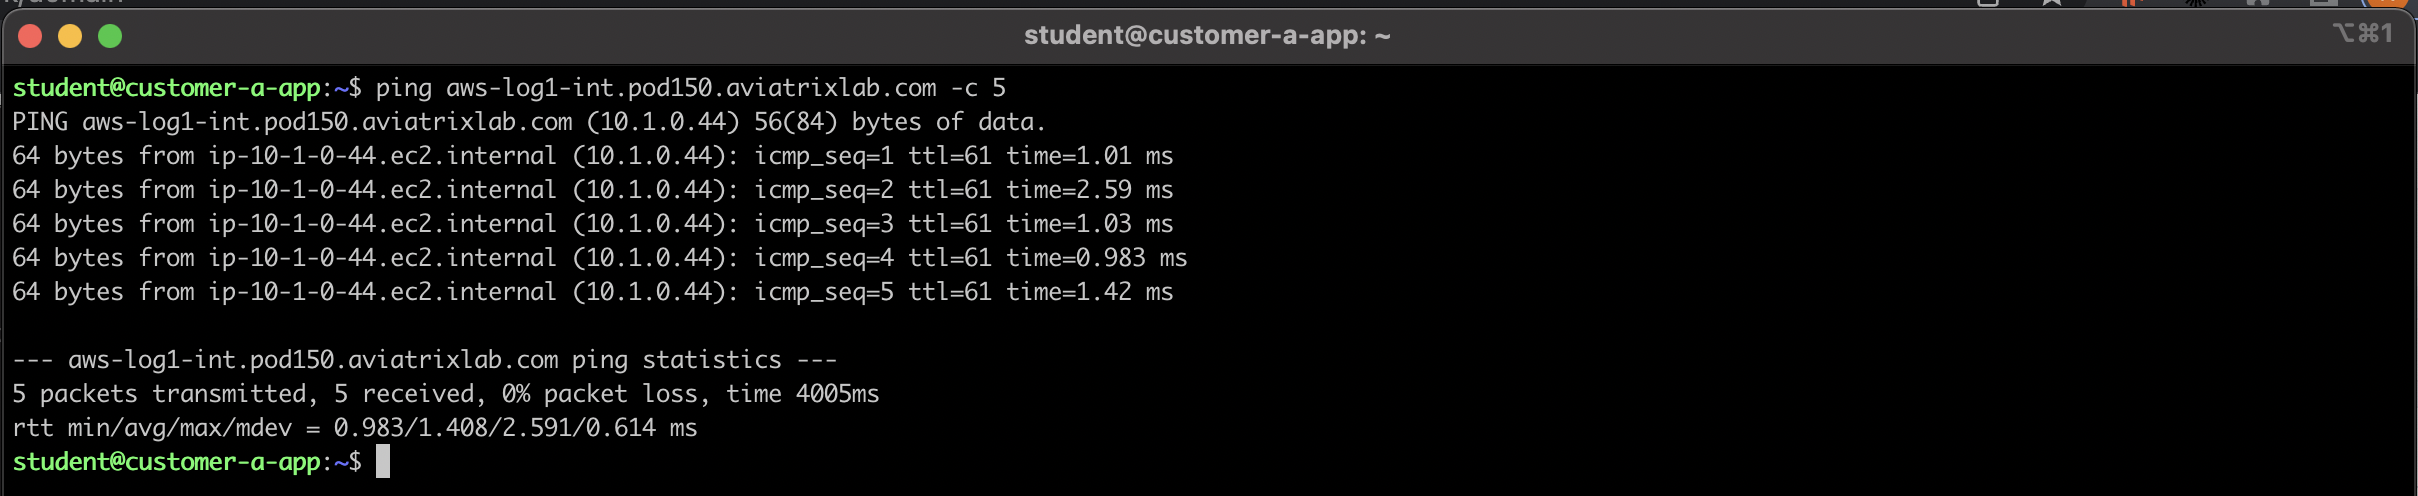 student@customer-a-app: ~
⌥⌘1
student@customer-a-app:~$ ping aws-log1-int.pod150.aviatrixlab.com -c 5
PING aws-log1-int.pod150.aviatrixlab.com (10.1.0.44) 56(84) bytes of data.
64 bytes from ip-10-1-0-44.ec2.internal (10.1.0.44): icmp_seq=1 ttl=61 time=1.01 ms
64 bytes from ip-10-1-0-44.ec2.internal (10.1.0.44): icmp_seq=2 ttl=61 time=2.59 ms
64 bytes from ip-10-1-0-44.ec2.internal (10.1.0.44): icmp_seq=3 ttl=61 time=1.03 ms
64 bytes from ip-10-1-0-44.ec2.internal (10.1.0.44): icmp_seq=4 ttl=61 time=0.983 ms
64 bytes from ip-10-1-0-44.ec2.internal (10.1.0.44): icmp_seq=5 ttl=61 time=1.42 ms
--- aws-log1-int.pod150.aviatrixlab.com ping statistics ---
5 packets transmitted, 5 received, 0% packet loss, time 4005ms
rtt min/avg/max/mdev = 0.983/1.408/2.591/0.614 ms
student@customer-a-app:~$